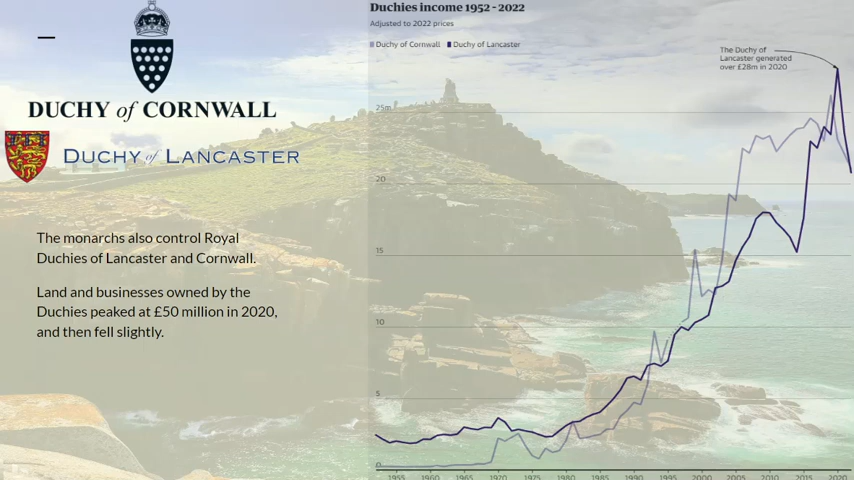 DUCHY of CORNWALL
DUCHY of LANCASTER
The monarchs also control Royal
Duchies of Lancaster and Cornwall.
Land and businesses owned by the
Duchies peaked at £50 million in 2020,
and then fell slightly.
Duchies income 1952 - 2022
Adjusted to 2022 prices
Duchy of Cornwall Duchy of Lancaster
The Duchy of
Lancaster generated
over £28m in 2020
25m
20
15
10
5
0
1955 1960 1965 1970 1975 1980 1985 1990 1995 2000 2005 2010 2015 2020